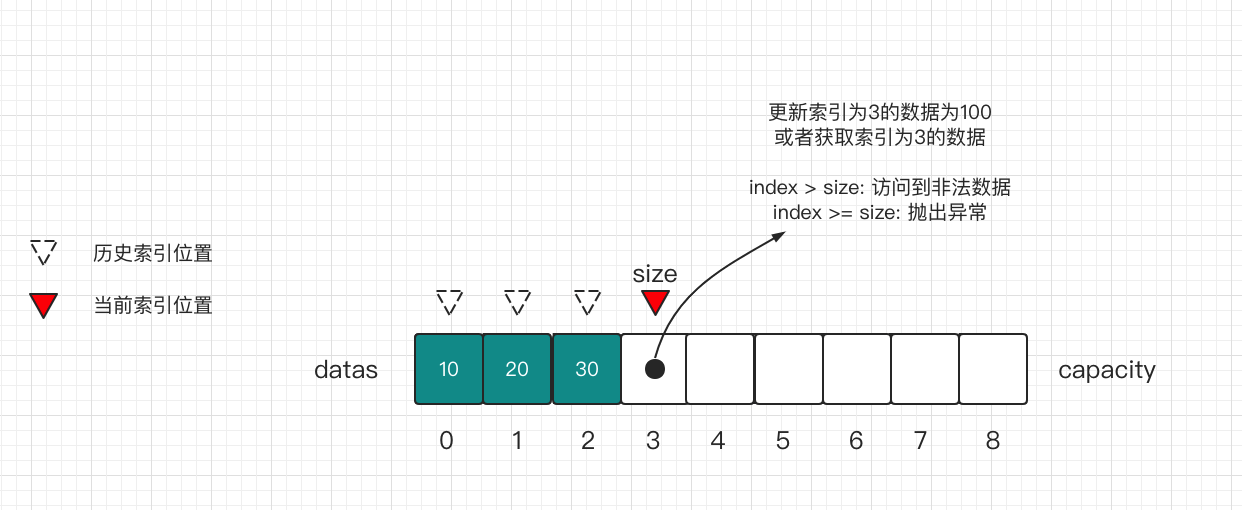 更新索引为3的数据为100
或者获取索引为3的数据
index > size: 访问到非法数据
index >= size: 抛出异常
历史索引位置
当前索引位置
size
datas
10 20 30
capacity
0 1 2 3 4 5 6 7 8